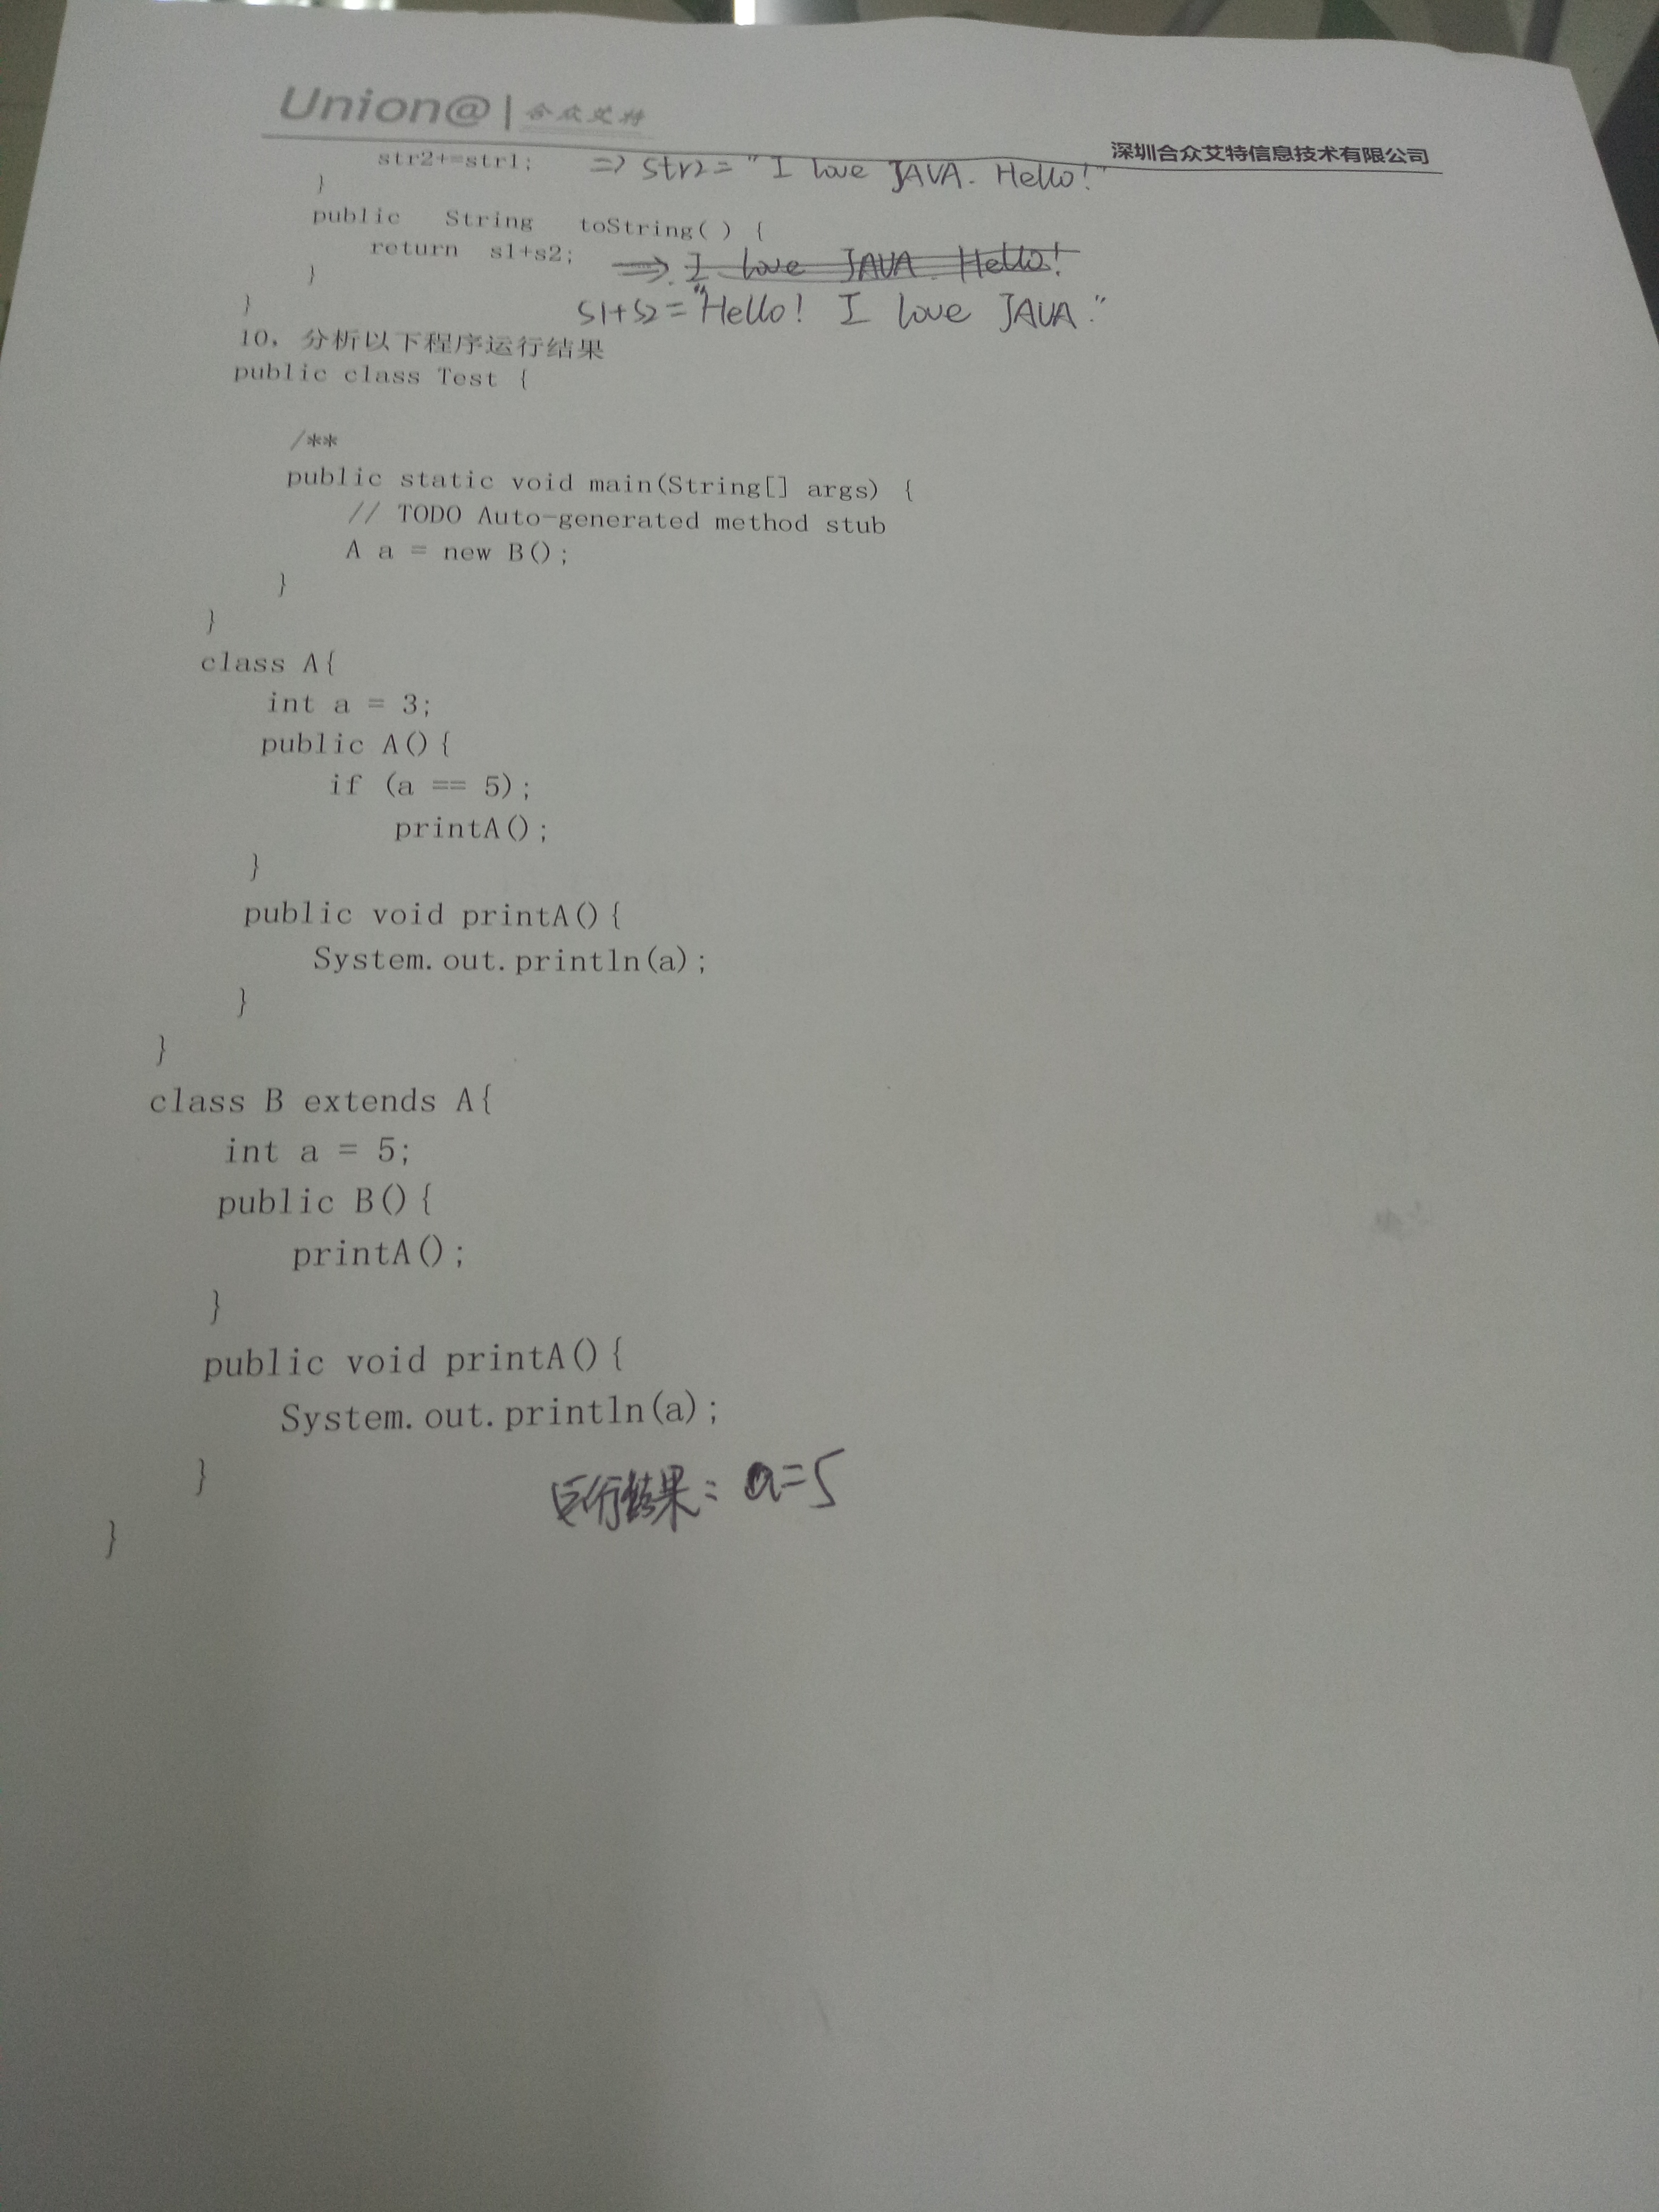 Union@ | 合众艾特
深圳合众艾特信息技术有限公司
str2+=str1; => str2="I love JAVA. Hello!"
}
public String toString( ) {
return s1+s2; => I love JAVA. Hello!
}
s1+s2="Hello! I love JAVA."
}
10，分析以下程序运行结果
public class Test {
/**
public static void main(String[] args) {
// TODO Auto-generated method stub
A a = new B();
}
}
class A{
int a = 3;
public A(){
if (a == 5);
printA();
}
public void printA(){
System.out.println(a);
}
}
class B extends A{
int a = 5;
public B(){
printA();
}
public void printA(){
System.out.println(a);
}
运行结果: a=5
}